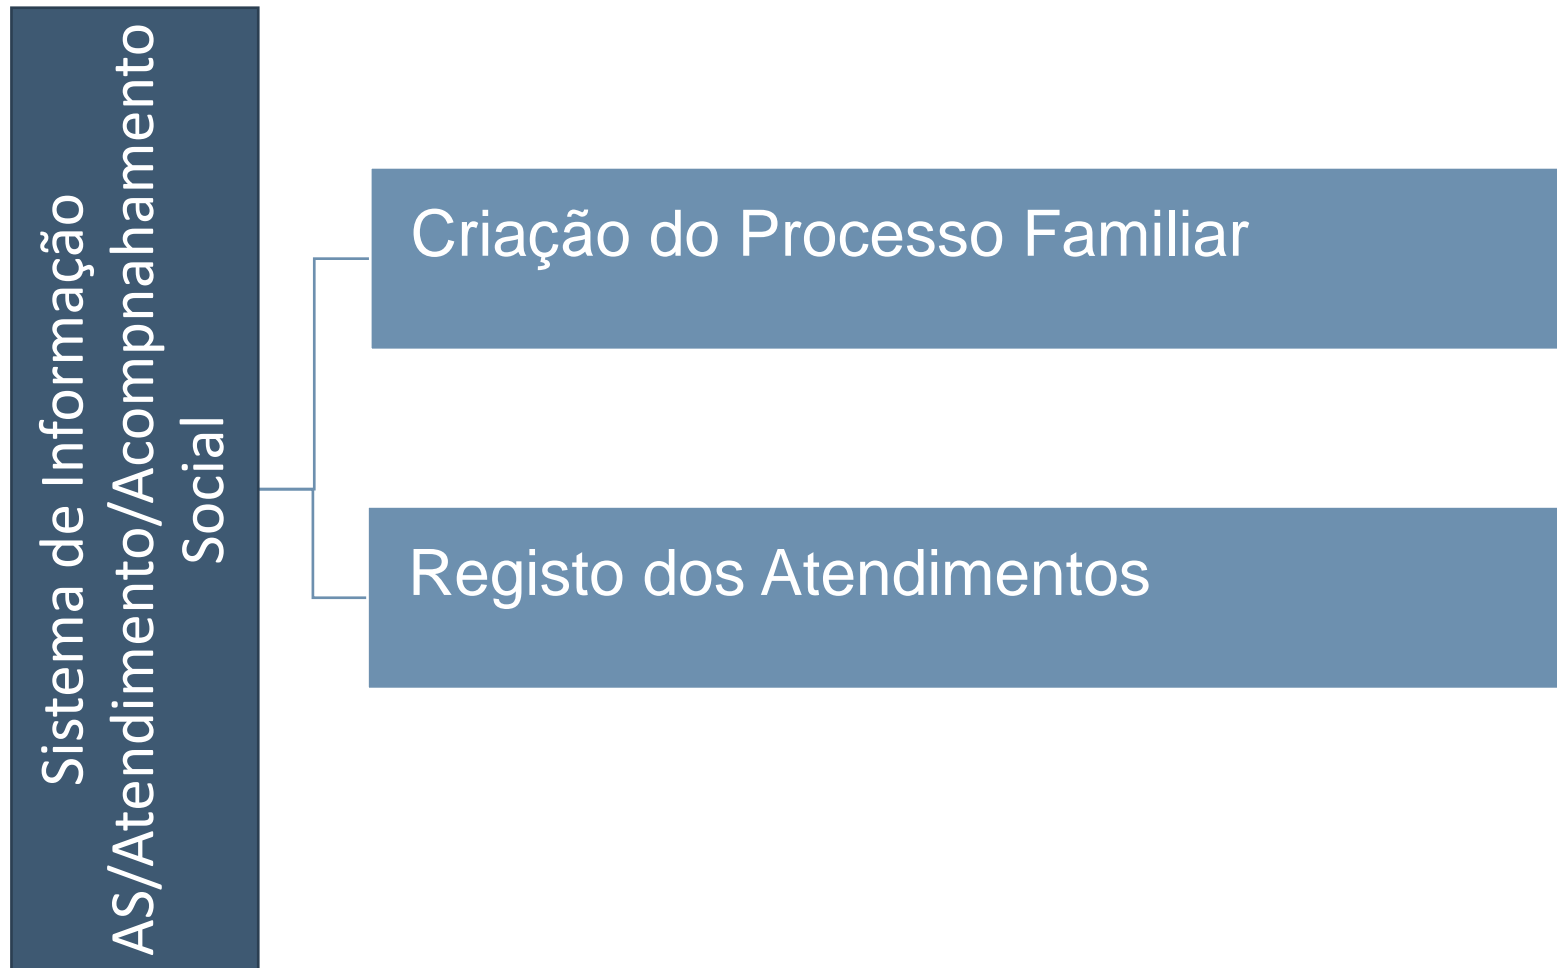 Sistema de Informação
AS/Atendimento/Acompnahamento
Social
Criação do Processo Familiar
Registo dos Atendimentos